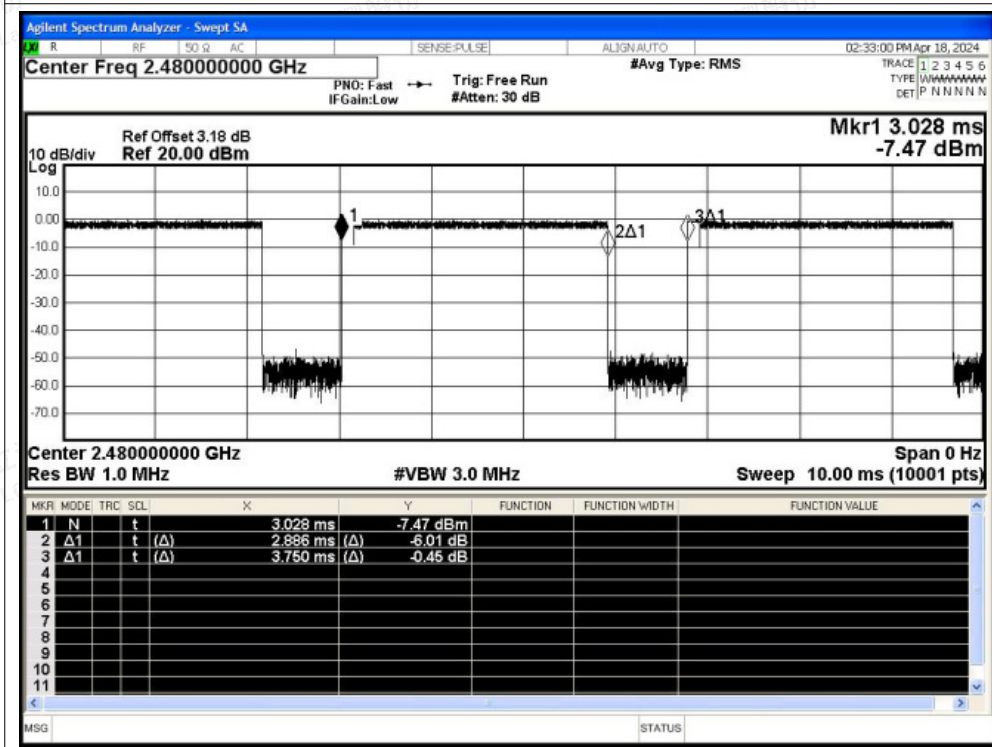 Agilent Spectrum Analyzer - Swept SA
LXI R RF 50 Ω AC SENSE:PULSE ALIGN AUTO 02:33:00 PM Apr 18, 2024
Center Freq 2.480000000 GHz #Avg Type: RMS TRACE 1 2 3 4 5 6
PNO: Fast Trig: Free Run TYPE WWWWWW
IFGain:Low #Atten: 30 dB DET P N N N N N
Mkr1 3.028 ms
-7.47 dBm
Ref Offset 3.18 dB
10 dB/div Ref 20.00 dBm
Log
10.0
0.00
-10.0
-20.0
-30.0
-40.0
-50.0
-60.0
-70.0
1
2Δ1
3Δ1
Center 2.480000000 GHz Span 0 Hz
Res BW 1.0 MHz #VBW 3.0 MHz Sweep 10.00 ms (10001 pts)
MKR MODE TRC SCL X Y FUNCTION FUNCTION WIDTH FUNCTION VALUE
1 N t 3.028 ms -7.47 dBm
2 Δ1 t (Δ) 2.886 ms (Δ) -6.01 dB
3 Δ1 t (Δ) 3.750 ms (Δ) -0.45 dB
4
5
6
7
8
9
10
11
MSG STATUS